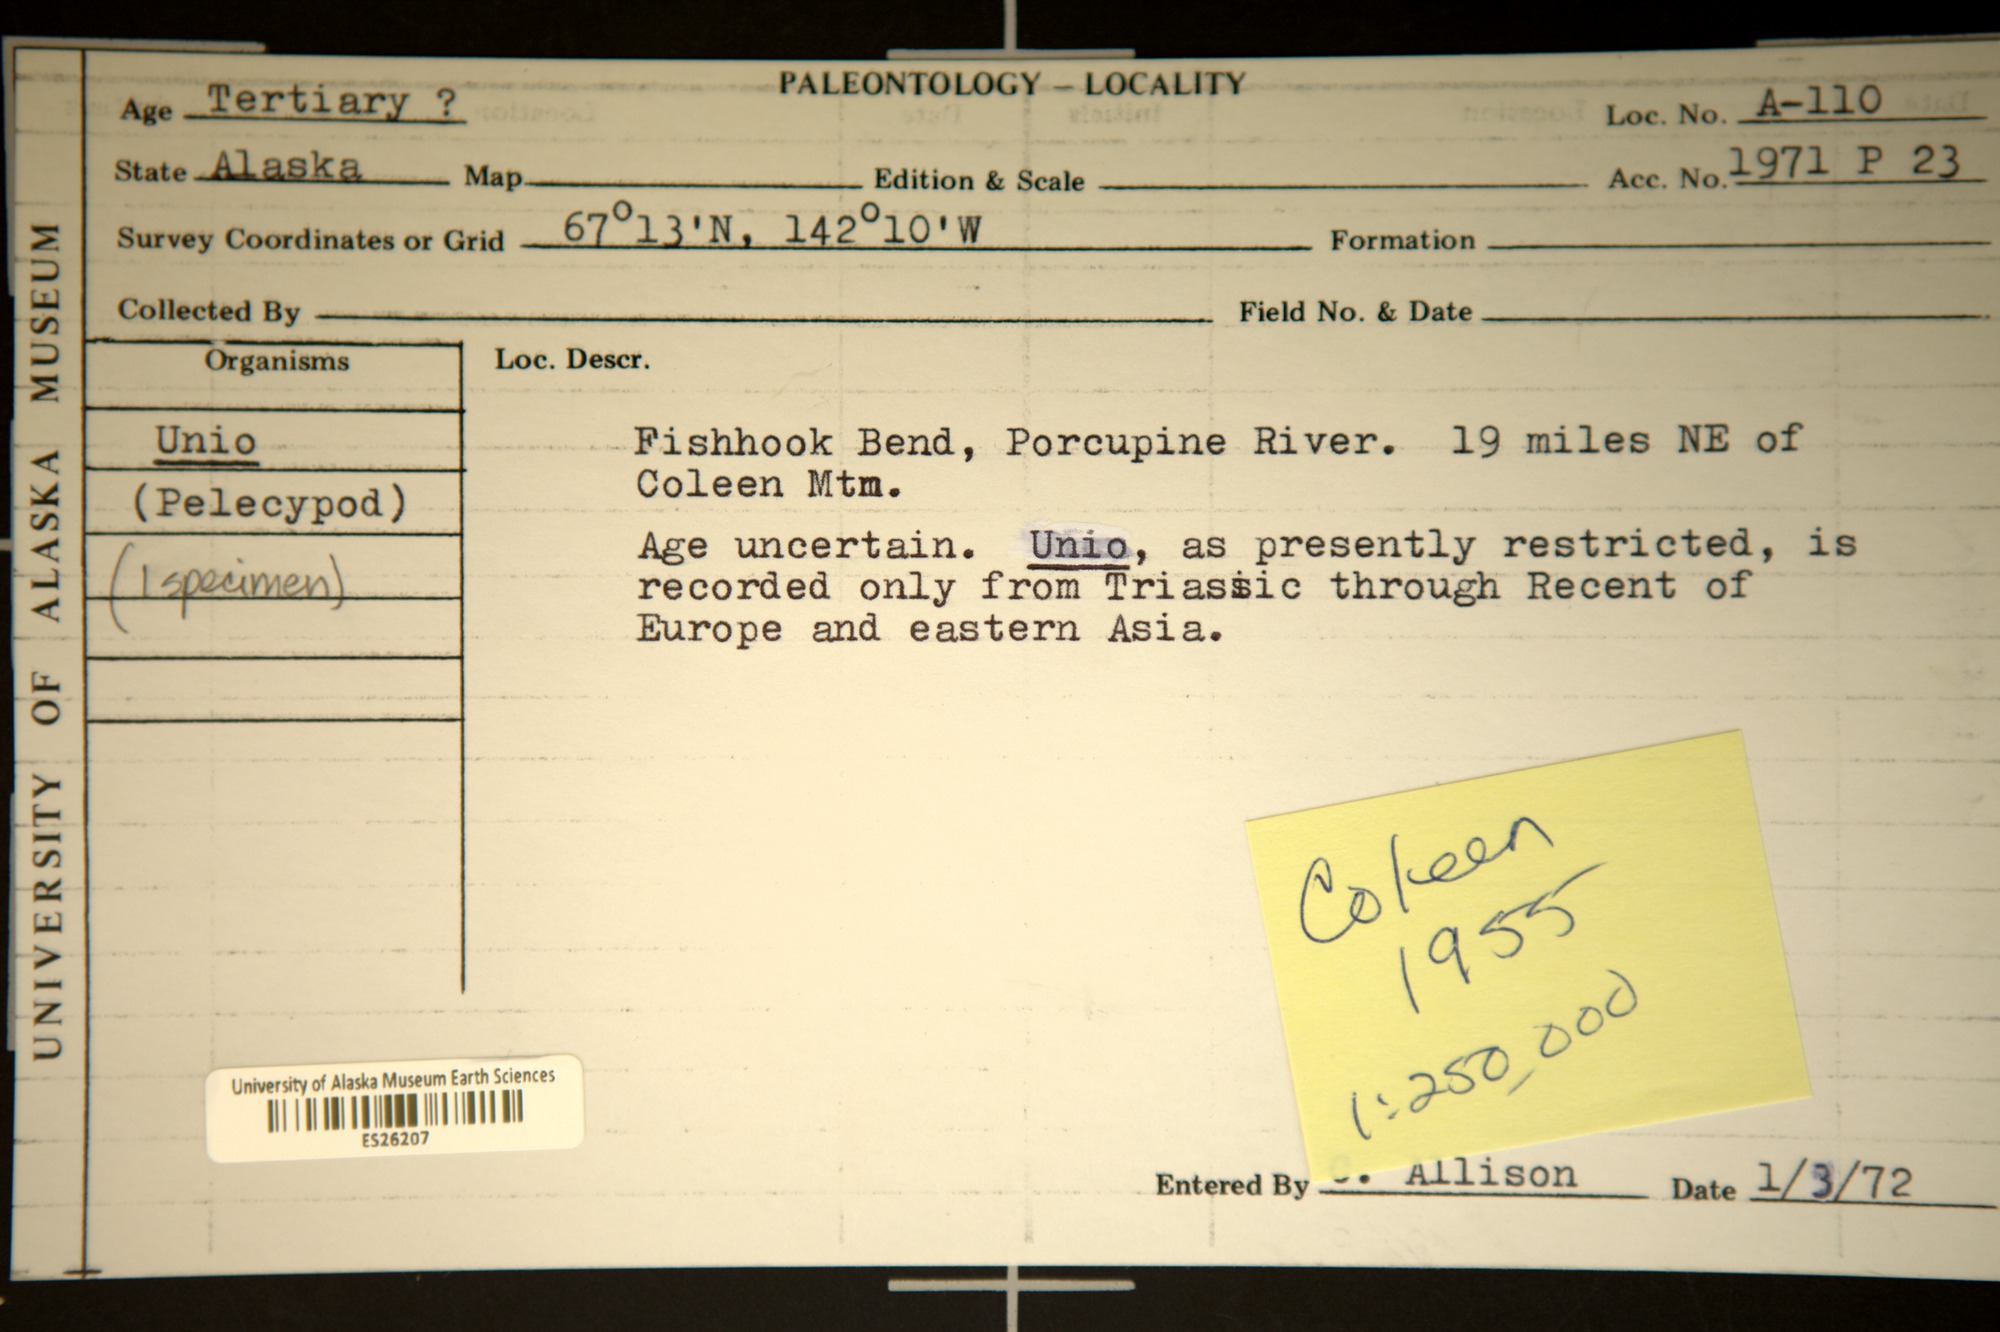 PALEONTOLOGY – LOCALITY
Age Tertiary ?
Loc. No. A-110
State Alaska Map Edition & Scale Acc. No. 1971 P 23
Survey Coordinates or Grid 67°13'N, 142°10'W Formation
Collected By Field No. & Date
Organisms
Loc. Descr.
Unio
(Pelecypod)
(1 specimen)
Fishhook Bend, Porcupine River. 19 miles NE of
Coleen Mtm.
Age uncertain. Unio, as presently restricted, is
recorded only from Triassic through Recent of
Europe and eastern Asia.
Coleen
1955
1:250,000
University of Alaska Museum Earth Sciences
ES26207
Entered By Allison Date 1/3/72
UNIVERSITY OF ALASKA MUSEUM